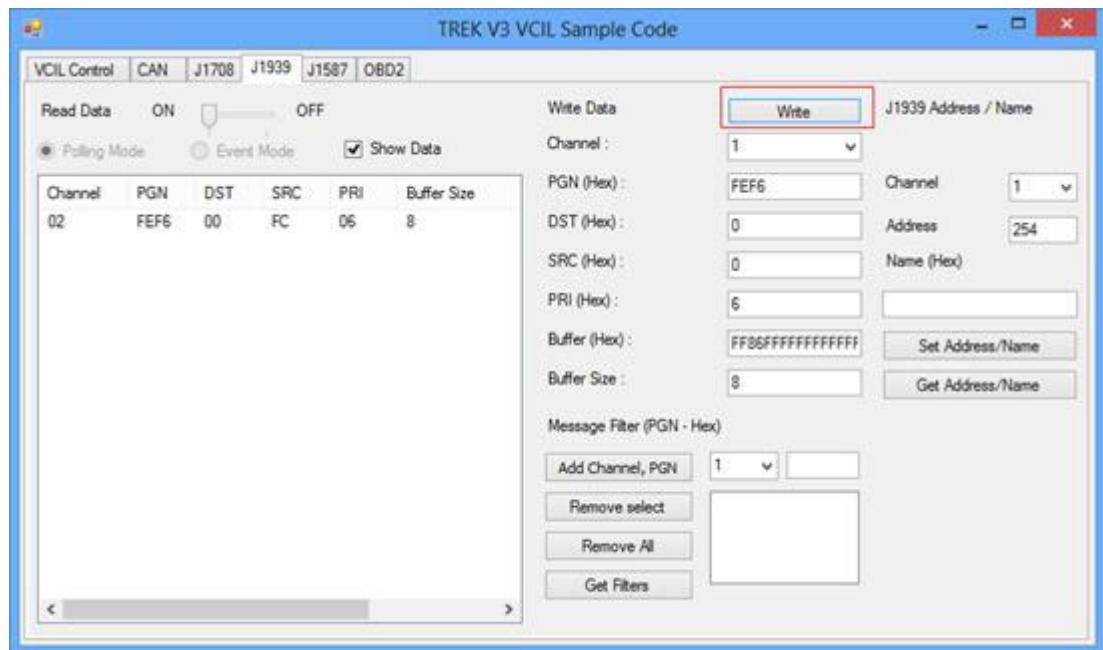 TREK V3 VCIL Sample Code
VCIL Control CAN J1708 J1939 J1587 OBD2
Read Data ON OFF
Polling Mode Event Mode Show Data
Channel PGN DST SRC PRI Buffer Size
02 FEF6 00 FC 06 8
Write Data Write
Channel : 1
PGN (Hex) : FEF6
DST (Hex) : 0
SRC (Hex) : 0
PRI (Hex) : 6
Buffer (Hex) : FF86FFFFFFFFFFFF
Buffer Size : 8
Message Filter (PGN - Hex)
Add Channel, PGN 1
Remove select
Remove All
Get Filters
J1939 Address / Name
Channel 1
Address 254
Name (Hex)
Set Address/Name
Get Address/Name